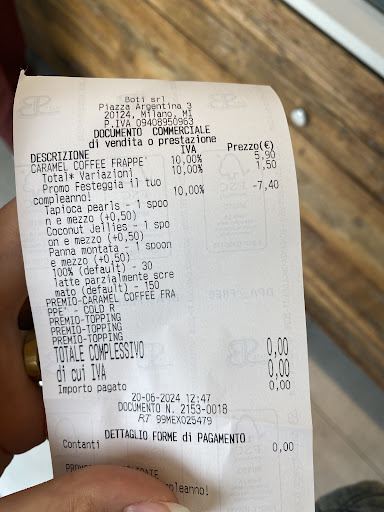 Boti srl
Piazza Argentina 3
20124, Milano, MI
P.IVA 09408950963
DOCUMENTO COMMERCIALE
di vendita o prestazione
DESCRIZIONE IVA Prezzo(€)
CARAMEL COFFEE FRAPPE' 10,00% 5,90
Total* Variazioni 10,00% 1,50
Promo Festeggia il tuo compleanno! 10,00% -7,40
Tapioca pearls - 1 spoo
n e mezzo (+0,50)
Coconut Jellies - 1 spo
on e mezzo (+0,50)
Panna montata - 1 spoon
e mezzo (+0,50)
100% (default) - 30
latte parzialmente scre
mato (default) - 150
PREMIO-CARAMEL COFFEE FRA
PPE' - COLD R
PREMIO-TOPPING
PREMIO-TOPPING
PREMIO-TOPPING
TOTALE COMPLESSIVO 0,00
di cui IVA 0,00
Importo pagato 0,00
20-06-2024 12:47
DOCUMENTO N. 2153-0018
RT 99MEX025479
DETTAGLIO FORME di PAGAMENTO
Contanti 0,00